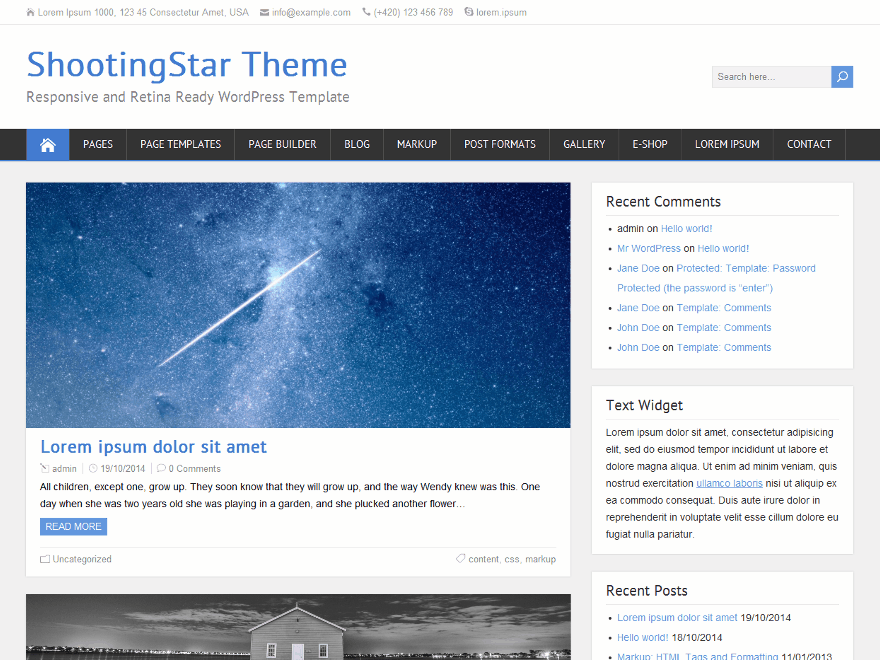 Lorem Ipsum 1000, 123 45 Consectetur Amet, USA info@example.com (+420) 123 456 789 lorem.ipsum
ShootingStar Theme
Responsive and Retina Ready WordPress Template
Search here...
PAGES PAGE TEMPLATES PAGE BUILDER BLOG MARKUP POST FORMATS GALLERY E-SHOP LOREM IPSUM CONTACT
Lorem ipsum dolor sit amet
admin 19/10/2014 0 Comments
All children, except one, grow up. They soon know that they will grow up, and the way Wendy knew was this. One
day when she was two years old she was playing in a garden, and she plucked another flower...
READ MORE
Uncategorized content, css, markup
Recent Comments
• admin on Hello world!
• Mr WordPress on Hello world!
• Jane Doe on Protected: Template: Password
Protected (the password is “enter”)
• Jane Doe on Template: Comments
• John Doe on Template: Comments
• John Doe on Template: Comments
Text Widget
Lorem ipsum dolor sit amet, consectetur adipisicing
elit, sed do eiusmod tempor incididunt ut labore et
dolore magna aliqua. Ut enim ad minim veniam, quis
nostrud exercitation ullamco laboris nisi ut aliquip ex
ea commodo consequat. Duis aute irure dolor in
reprehenderit in voluptate velit esse cillum dolore eu
fugiat nulla pariatur.
Recent Posts
• Lorem ipsum dolor sit amet 19/10/2014
• Hello world! 18/10/2014
• Markup: HTML Tags and Formatting 11/01/2013